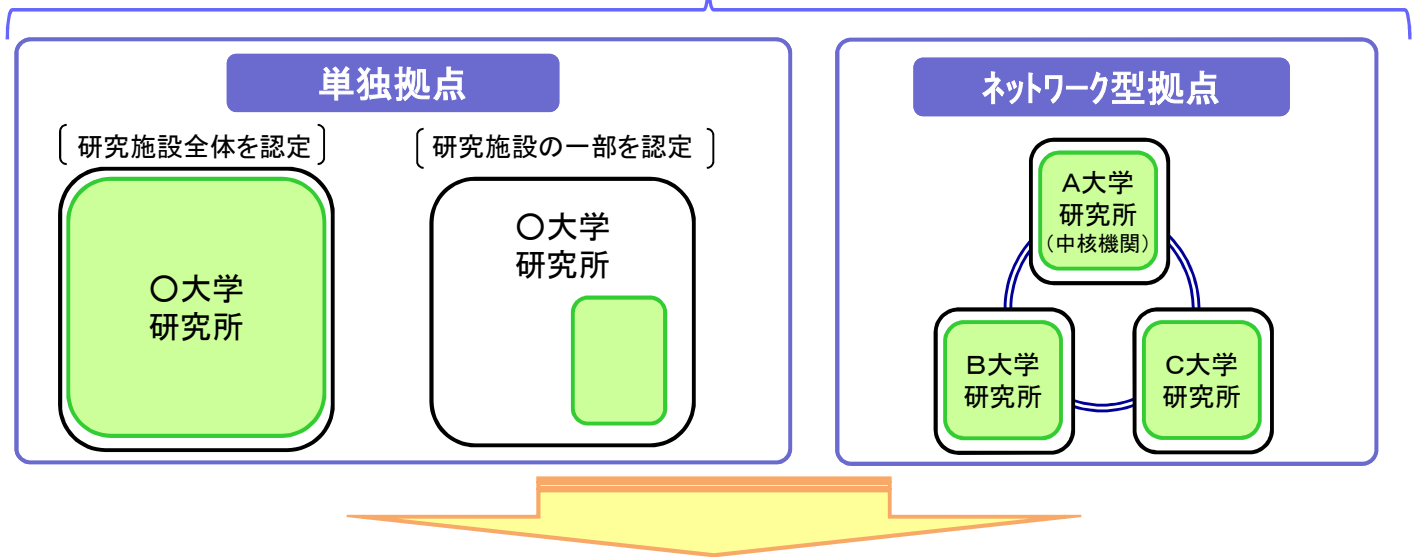 単独拠点
研究施設全体を認定
研究施設の一部を認定
〇大学
研究所
〇大学
研究所
ネットワーク型拠点
A大学
研究所
(中核機関)
B大学
研究所
C大学
研究所